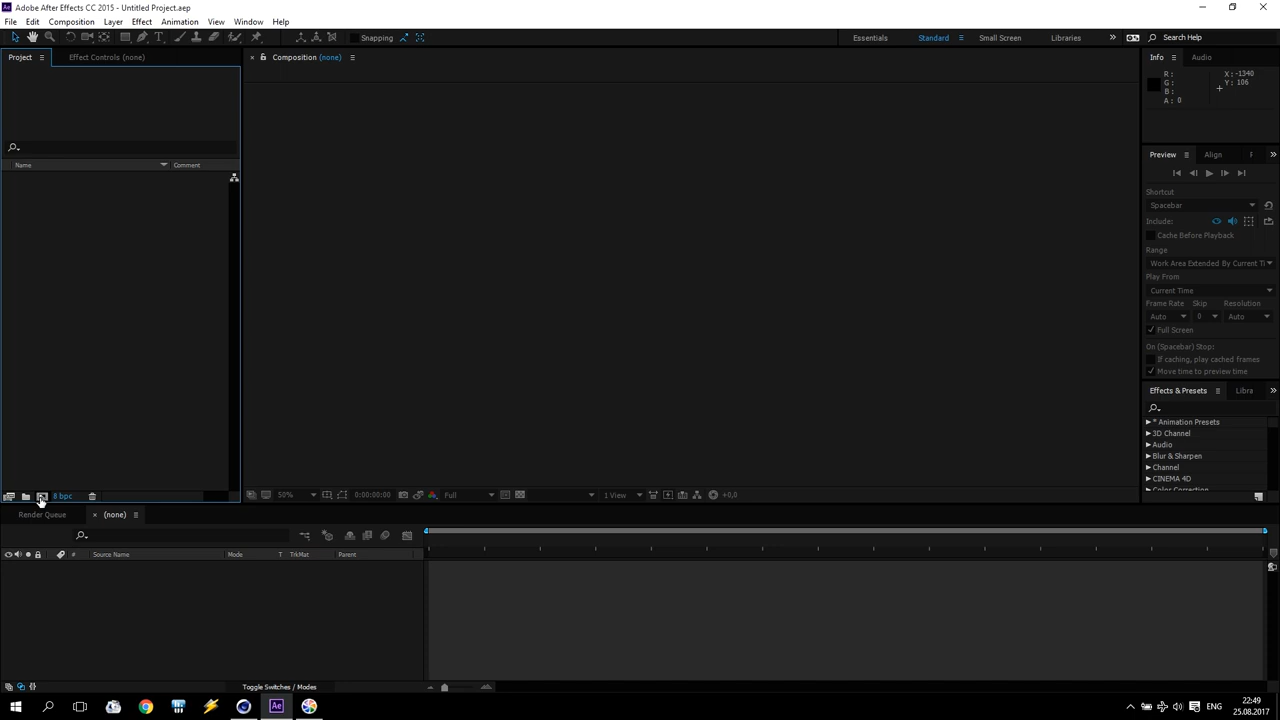 Adobe After Effects CC 2015 - Untitled Project.aep
File Edit Composition Layer Effect Animation View Window Help
Snapping
Essentials Standard Small Screen Libraries Search Help
Project Effect Controls (none)
Composition (none)
Info Audio
R : X : -1340
G : Y : 106
B :
A : 0
Name Comment
Preview Align
Shortcut
Spacebar
Include:
Cache Before Playback
Range
Work Area Extended By Current Ti
Play From
Current Time
Frame Rate Skip Resolution
Auto 0 Auto
Full Screen
On (Spacebar) Stop:
If caching, play cached frames
Move time to preview time
Effects & Presets Libra
* Animation Presets
3D Channel
Audio
Blur & Sharpen
Channel
CINEMA 4D
Color Correction
8 bpc
50% 0:00:00:00 Full 1 View +0,0
Render Queue (none)
# Source Name Mode T TrkMat Parent
Toggle Switches / Modes
ENG
22:49
25.08.2017